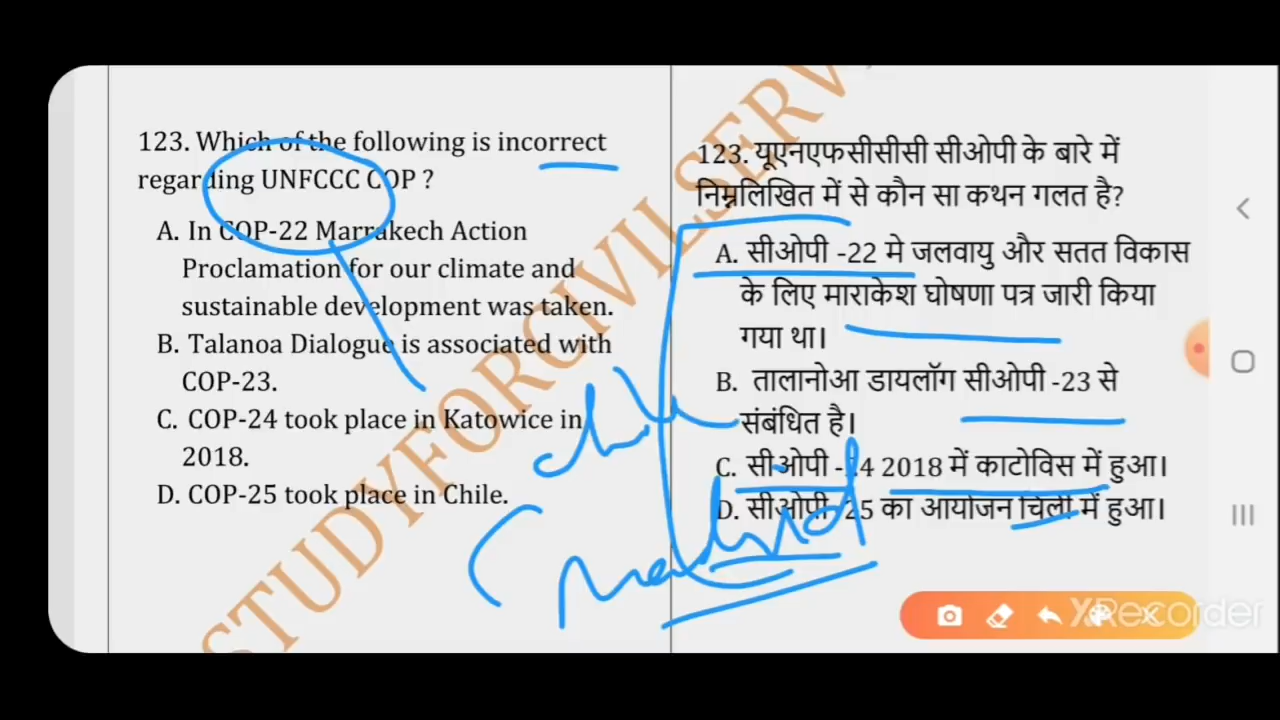 123. Which of the following is incorrect
regarding UNFCCC COP ?
A. In COP-22 Marrakech Action
Proclamation for our climate and
sustainable development was taken.
B. Talanoa Dialogue is associated with
COP-23.
C. COP-24 took place in Katowice in
2018.
D. COP-25 took place in Chile.
123. यूएनएफसीसीसी सीओपी के बारे में
निम्नलिखित में से कौन सा कथन गलत है?
A. सीओपी -22 मे जलवायु और सतत विकास
के लिए माराकेश घोषणा पत्र जारी किया
गया था।
B. तालानोआ डायलॉग सीओपी -23 से
संबंधित है।
C. सीओपी -24 2018 में काटोविस में हुआ।
D. सीओपी -25 का आयोजन चिली में हुआ।
Madrid
STUDYFORCIVILSERV
XRecorder